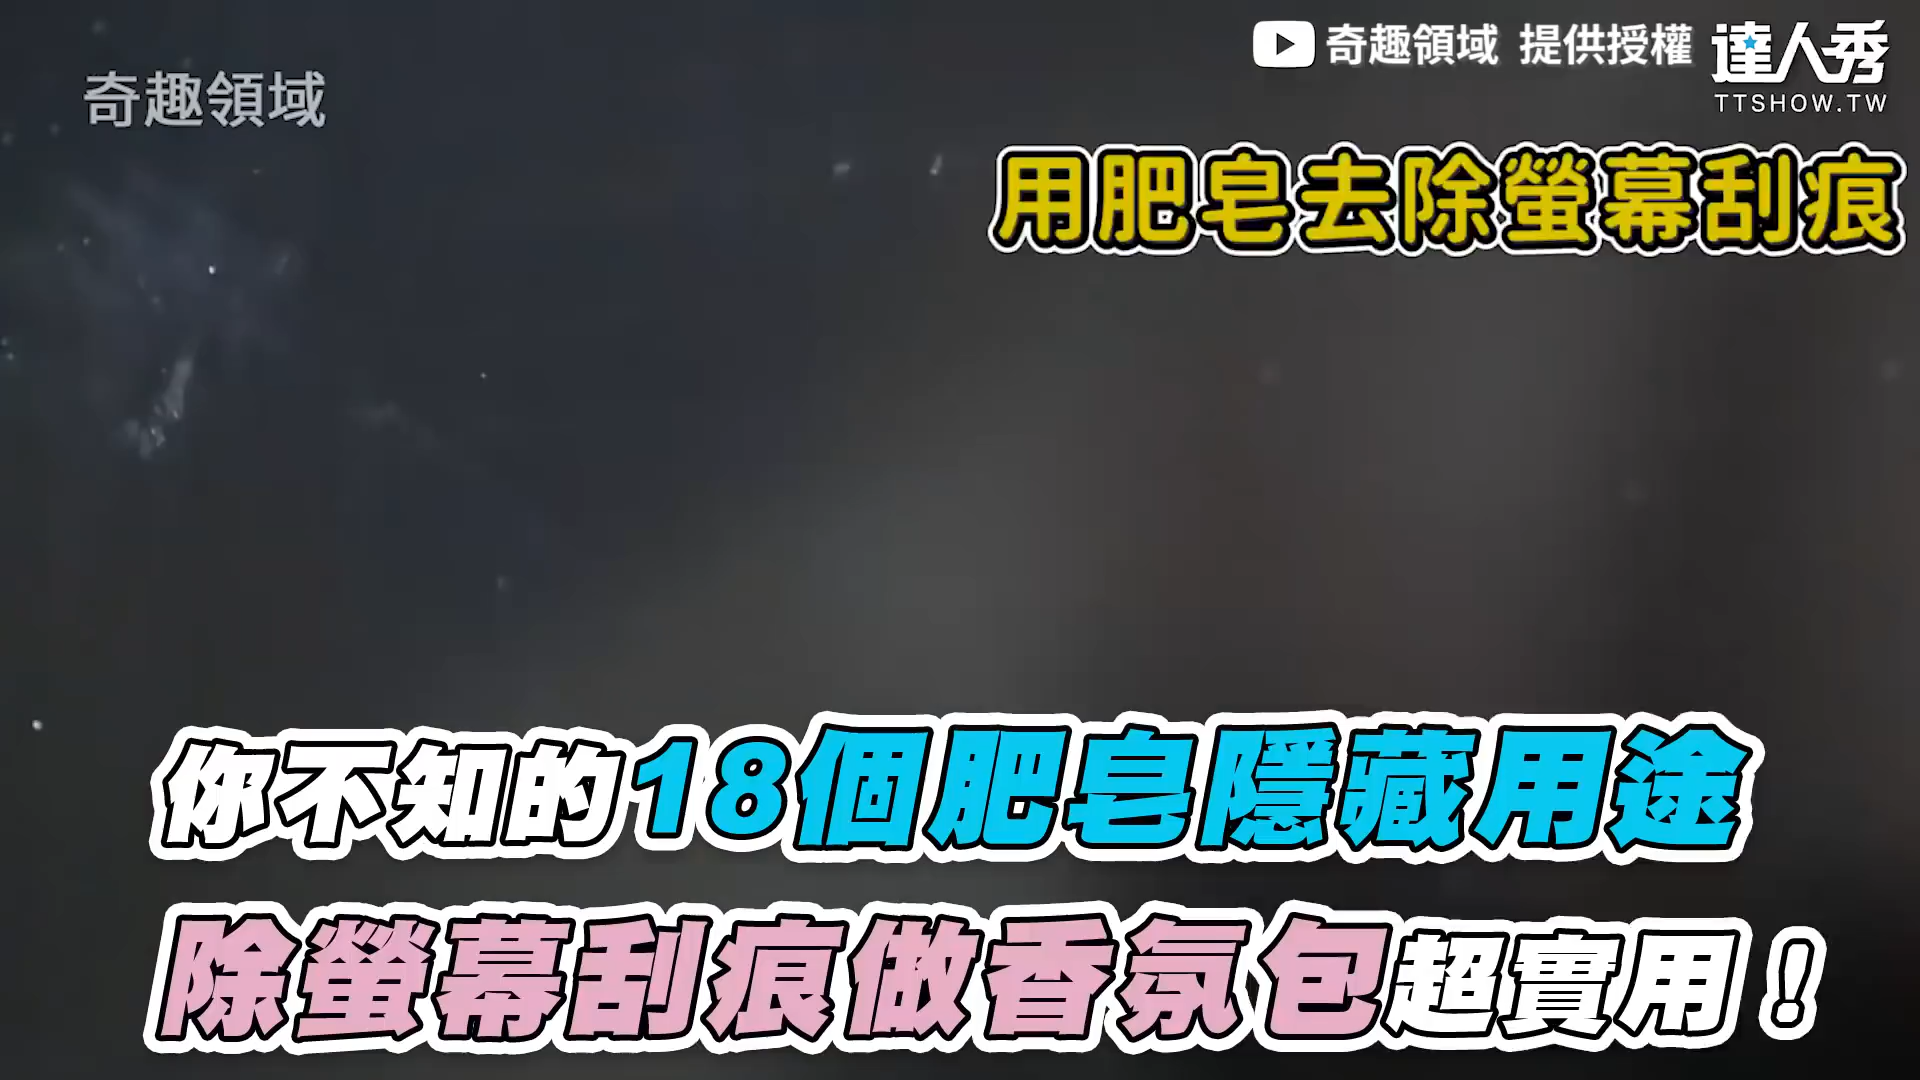 奇趣領域 提供授權 達人秀
TTSHOW.TW
奇趣領域
用肥皂去除螢幕刮痕
你不知的18個肥皂隱藏用途
除螢幕刮痕做香氛包超實用！